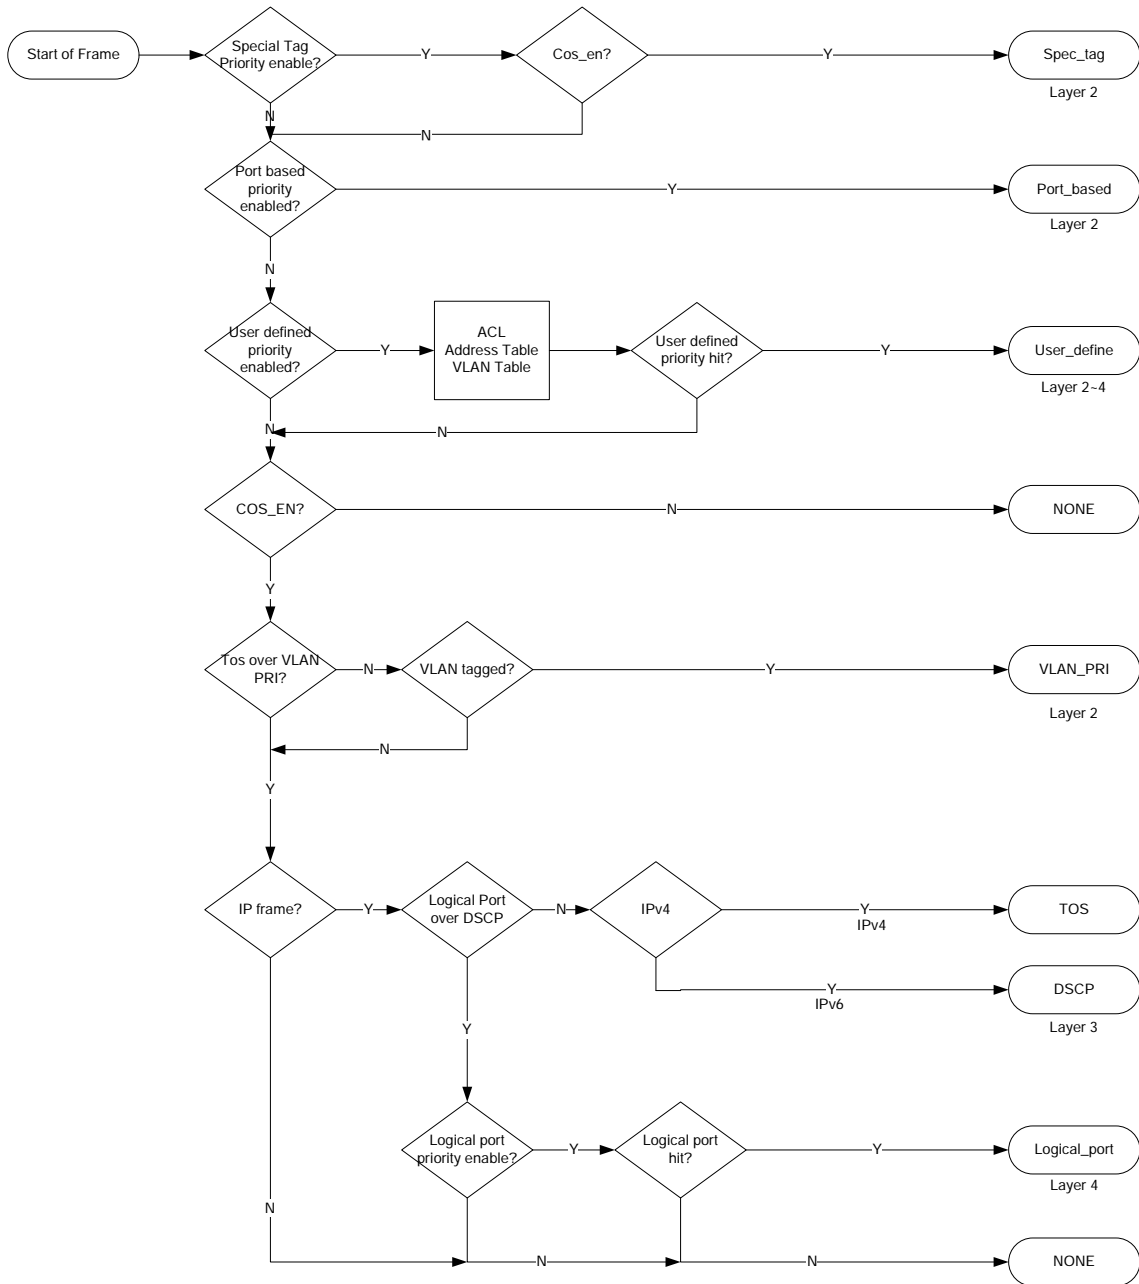 Start of Frame
Special Tag
Priority enable?
Y
Cos_en?
Y
Spec_tag
Layer 2
N
N
Port based
priority
enabled?
Y
Port_based
Layer 2
N
User defined
priority
enabled?
Y
ACL
Address Table
VLAN Table
User defined
priority hit?
Y
User_define
Layer 2~4
N
N
COS_EN?
N
NONE
Y
Tos over VLAN
PRI?
N
VLAN tagged?
Y
VLAN_PRI
Layer 2
N
Y
IP frame?
Y
Logical Port
over DSCP
N
IPv4
Y
IPv4
TOS
Y
IPv6
DSCP
Layer 3
Y
Logical port
priority enable?
Y
Logical port
hit?
Y
Logical_port
Layer 4
N
N
N
NONE